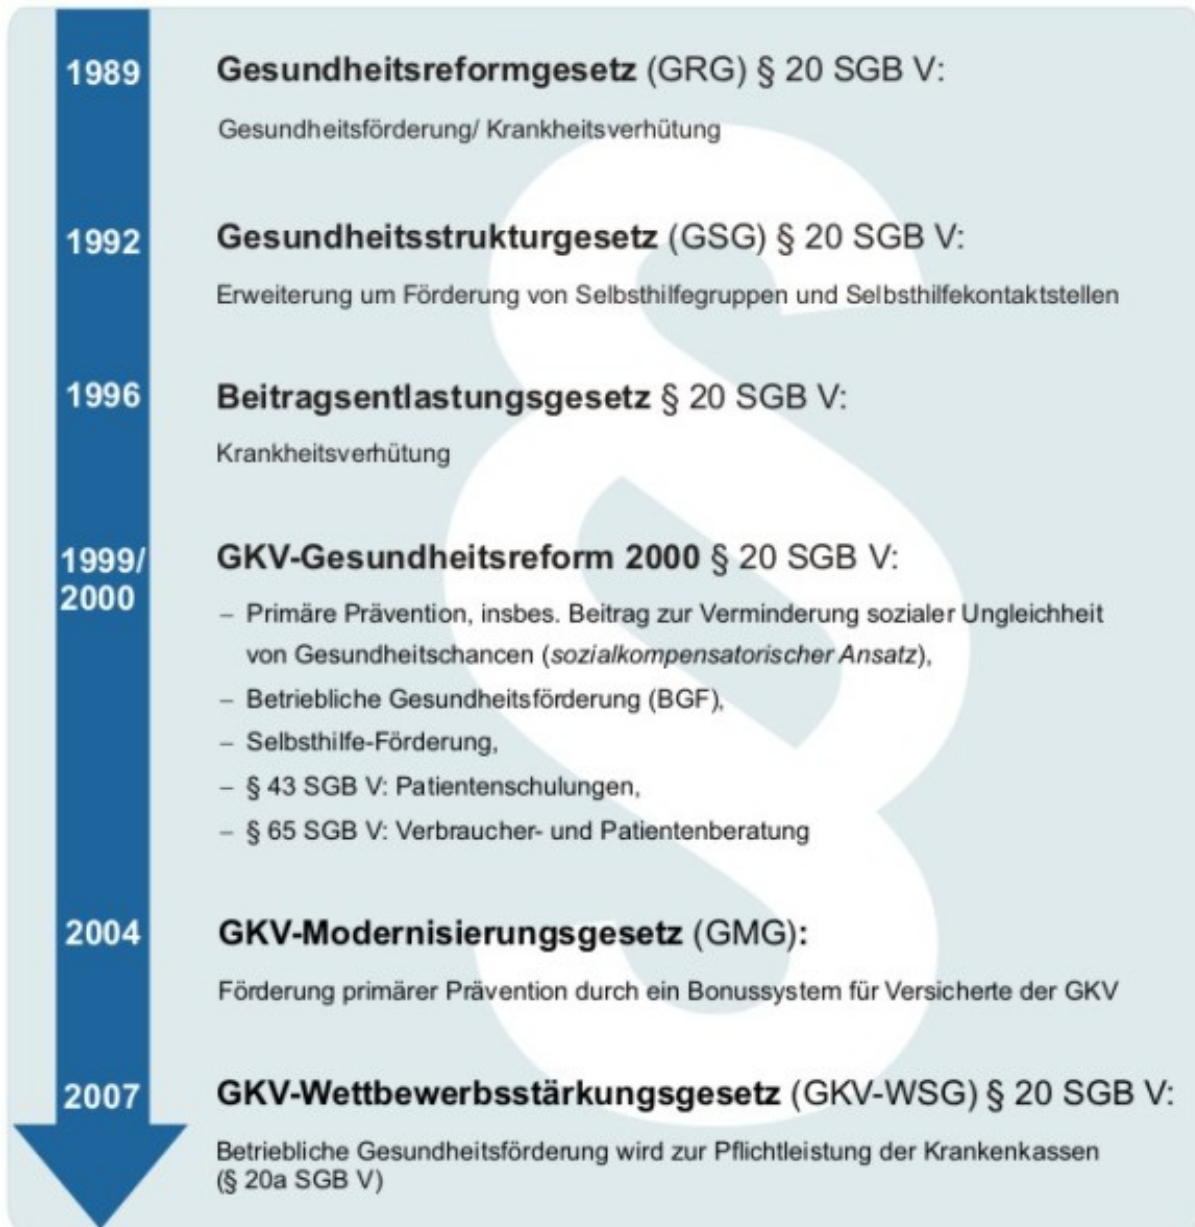 1989
Gesundheitsreformgesetz (GRG) § 20 SGB V:
Gesundheitsförderung/ Krankheitsverhütung
1992
Gesundheitsstrukturgesetz (GSG) § 20 SGB V:
Erweiterung um Förderung von Selbsthilfegruppen und Selbsthilfekontaktstellen
1996
Beitragsentlastungsgesetz § 20 SGB V:
Krankheitsverhütung
1999/
2000
GKV-Gesundheitsreform 2000 § 20 SGB V:
– Primäre Prävention, insbes. Beitrag zur Verminderung sozialer Ungleichheit
von Gesundheitschancen (sozialkompensatorischer Ansatz),
– Betriebliche Gesundheitsförderung (BGF),
– Selbsthilfe-Förderung,
– § 43 SGB V: Patientenschulungen,
– § 65 SGB V: Verbraucher- und Patientenberatung
2004
GKV-Modernisierungsgesetz (GMG):
Förderung primärer Prävention durch ein Bonussystem für Versicherte der GKV
2007
GKV-Wettbewerbsstärkungsgesetz (GKV-WSG) § 20 SGB V:
Betriebliche Gesundheitsförderung wird zur Pflichtleistung der Krankenkassen
(§ 20a SGB V)
§